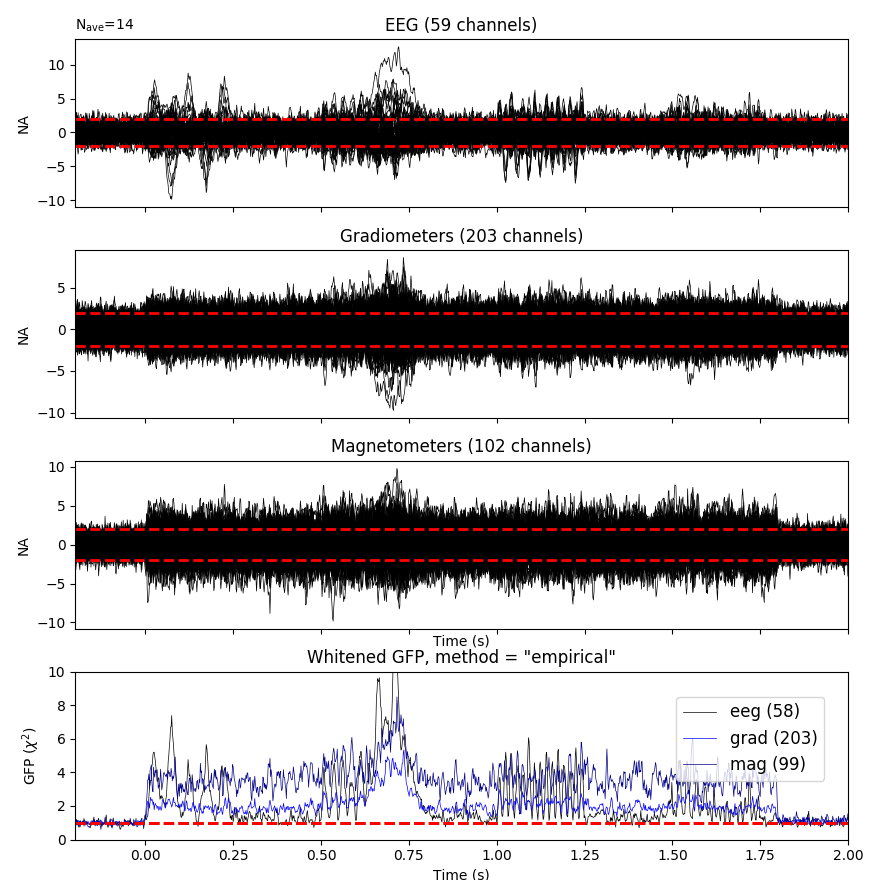 N_ave=14
EEG (59 channels)
10
5
0
−5
−10
NA
Gradiometers (203 channels)
5
0
−5
−10
NA
Magnetometers (102 channels)
10
5
0
−5
−10
NA
Time (s)
Whitened GFP, method = "empirical"
10
8
6
4
2
0
GFP (χ²)
eeg (58)
grad (203)
mag (99)
0.00 0.25 0.50 0.75 1.00 1.25 1.50 1.75 2.00
Time (s)